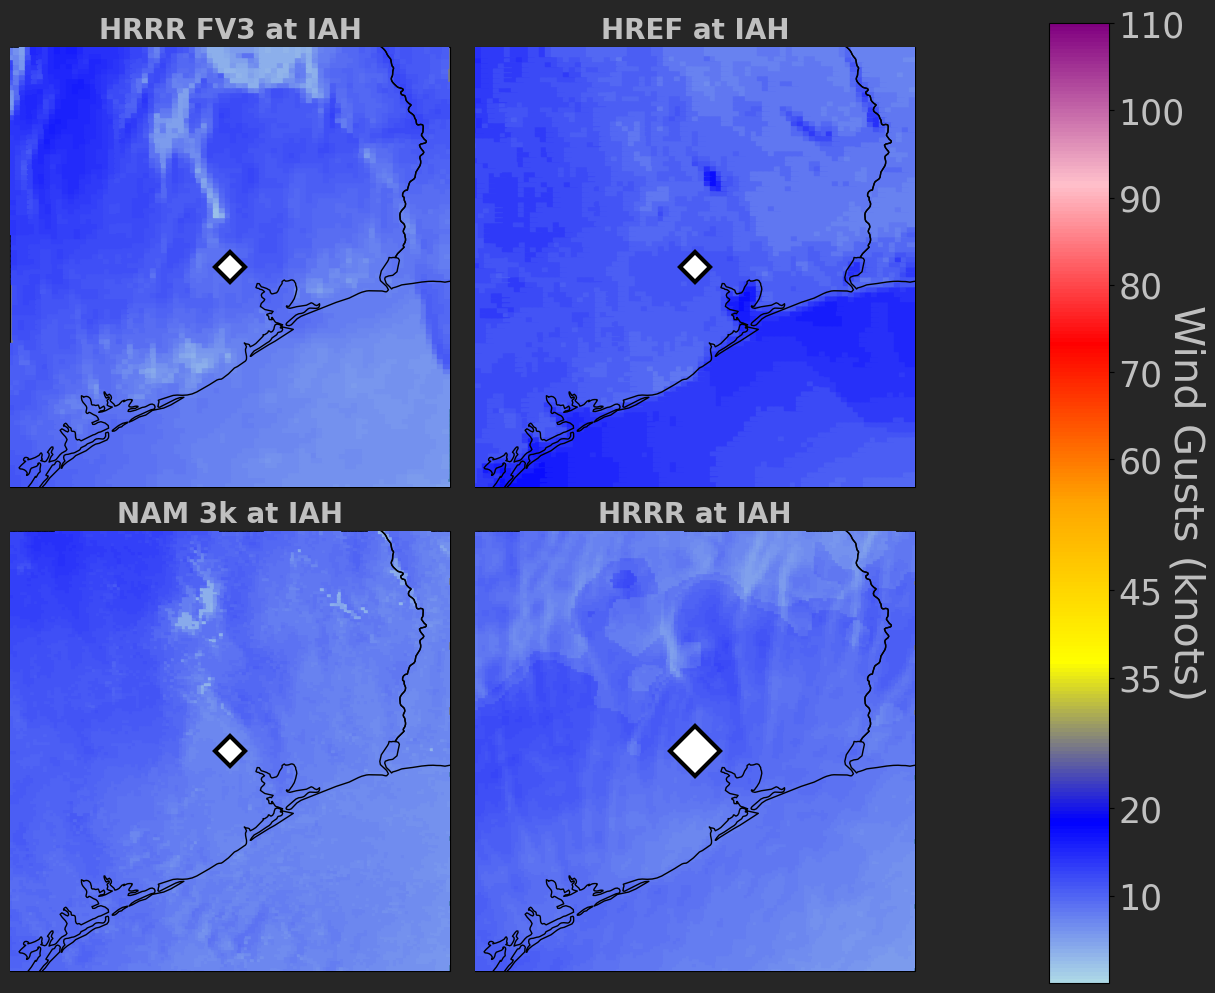 HRRR FV3 at IAH
HREF at IAH
NAM 3k at IAH
HRRR at IAH
110
100
90
80
70
60
45
35
20
10
Wind Gusts (knots)